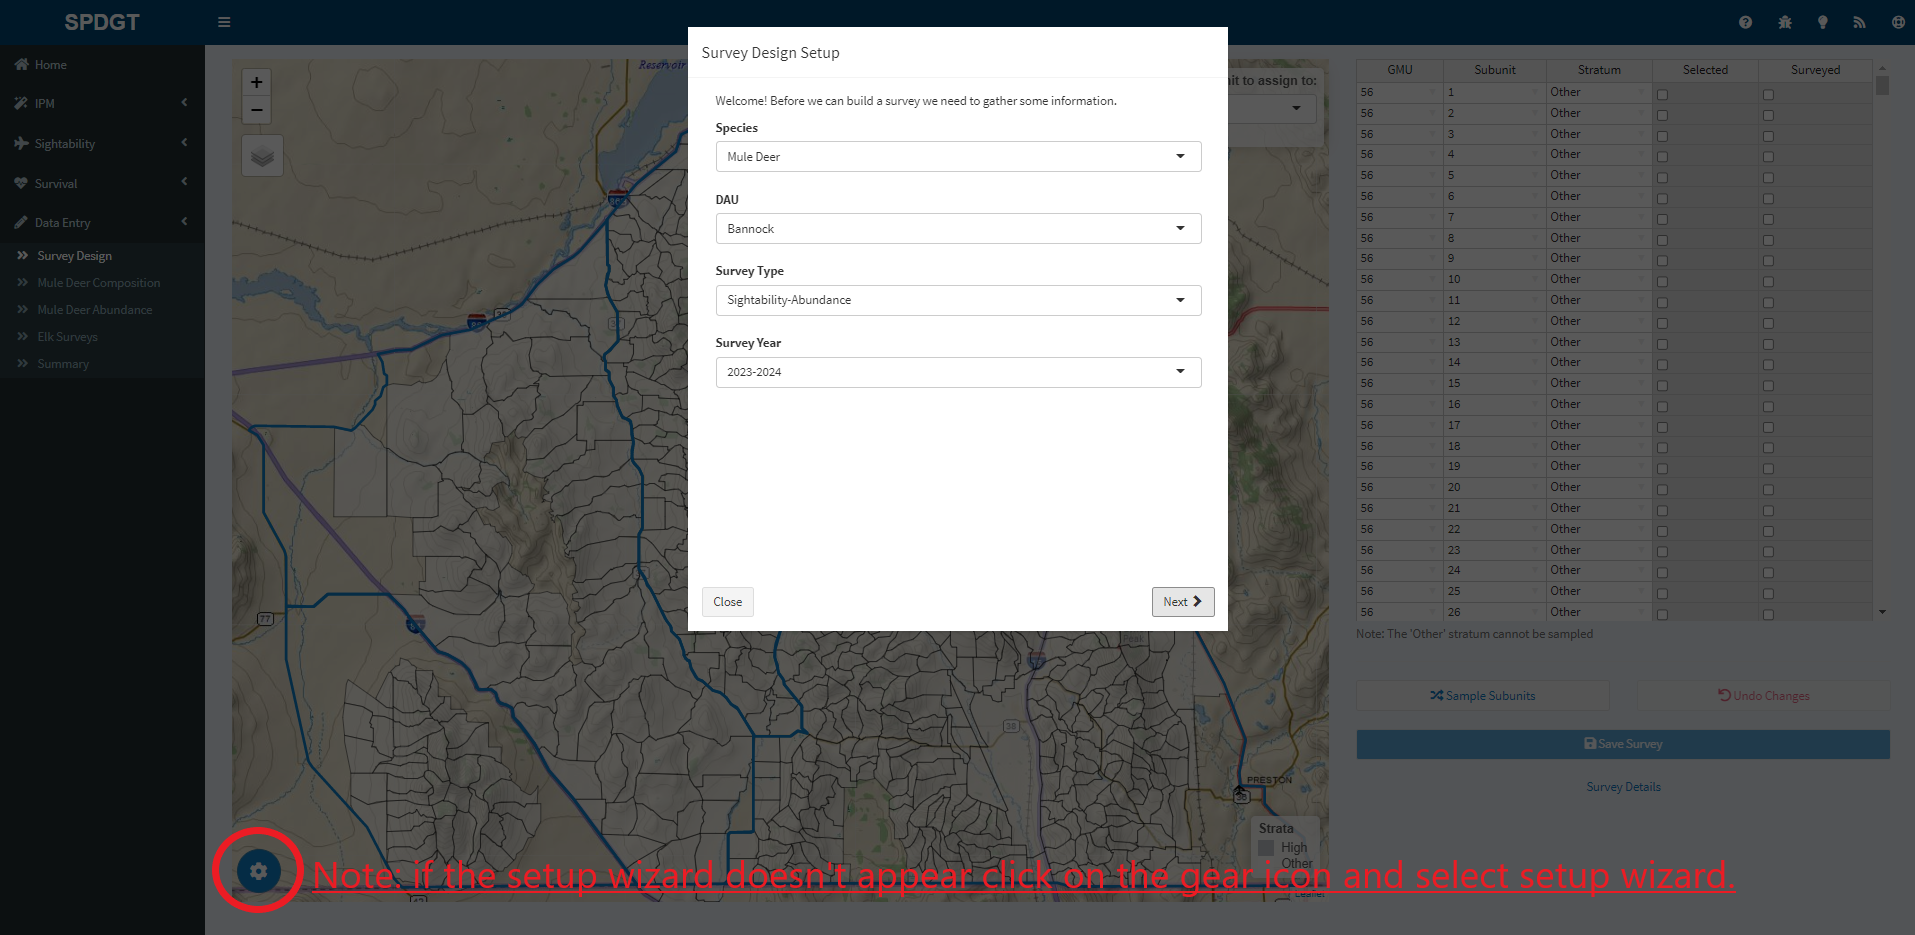 SPDGT
Home
IPM
Sightability
Survival
Data Entry
Survey Design
Mule Deer Composition
Mule Deer Abundance
Elk Surveys
Summary
Reservoir
+
−
Survey Design Setup
Welcome! Before we can build a survey we need to gather some information.
Species
Mule Deer
DAU
Bannock
Survey Type
Sightability-Abundance
Survey Year
2023-2024
Close
Next
it to assign to:
77
36
PRESTON
Peak
Strata
High
Other
Leaflet
GMU Subunit Stratum Selected Surveyed
56 1 Other
56 2 Other
56 3 Other
56 4 Other
56 5 Other
56 6 Other
56 7 Other
56 8 Other
56 9 Other
56 10 Other
56 11 Other
56 12 Other
56 13 Other
56 14 Other
56 15 Other
56 16 Other
56 17 Other
56 18 Other
56 19 Other
56 20 Other
56 21 Other
56 22 Other
56 23 Other
56 24 Other
56 25 Other
56 26 Other
Note: The 'Other' stratum cannot be sampled
Sample Subunits
Undo Changes
Save Survey
Survey Details
Note: if the setup wizard doesn't appear click on the gear icon and select setup wizard.